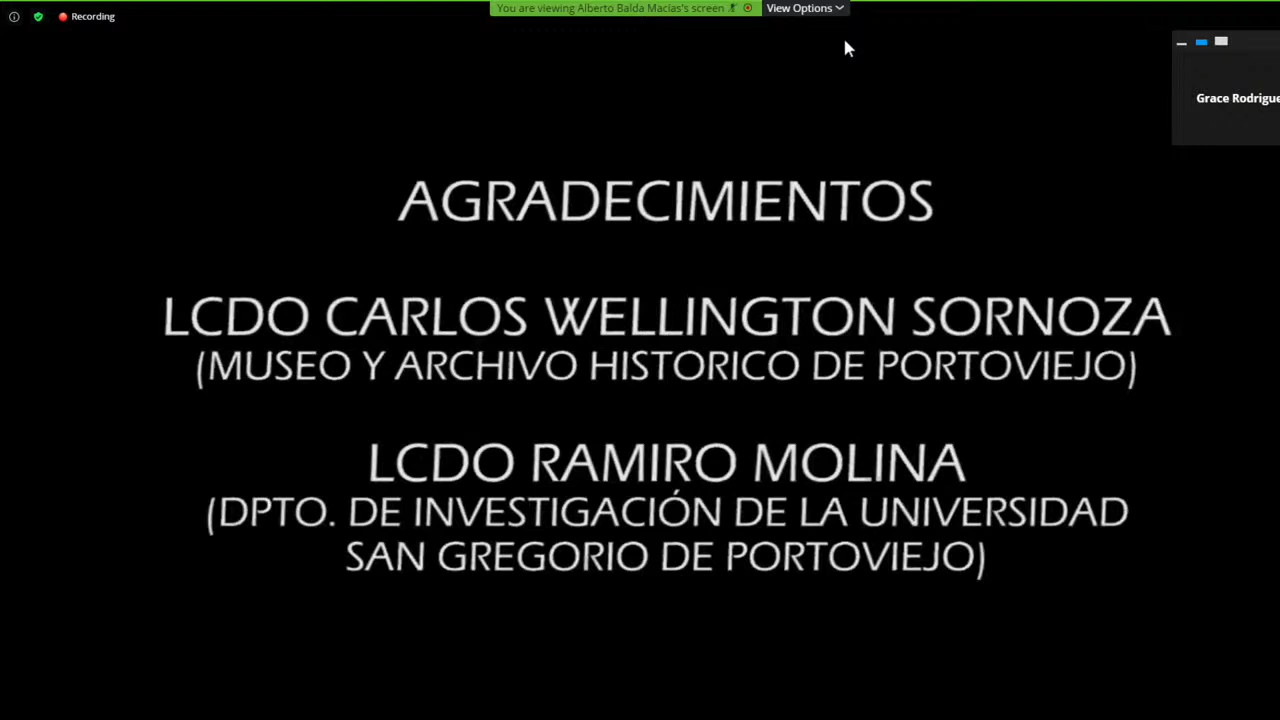 You are viewing Alberto Balda Macias's screen
View Options
Recording
Grace Rodrigue
AGRADECIMIENTOS
LCDO CARLOS WELLINGTON SORNOZA
(MUSEO Y ARCHIVO HISTORICO DE PORTOVIEJO)
LCDO RAMIRO MOLINA
(DPTO. DE INVESTIGACIÓN DE LA UNIVERSIDAD
SAN GREGORIO DE PORTOVIEJO)